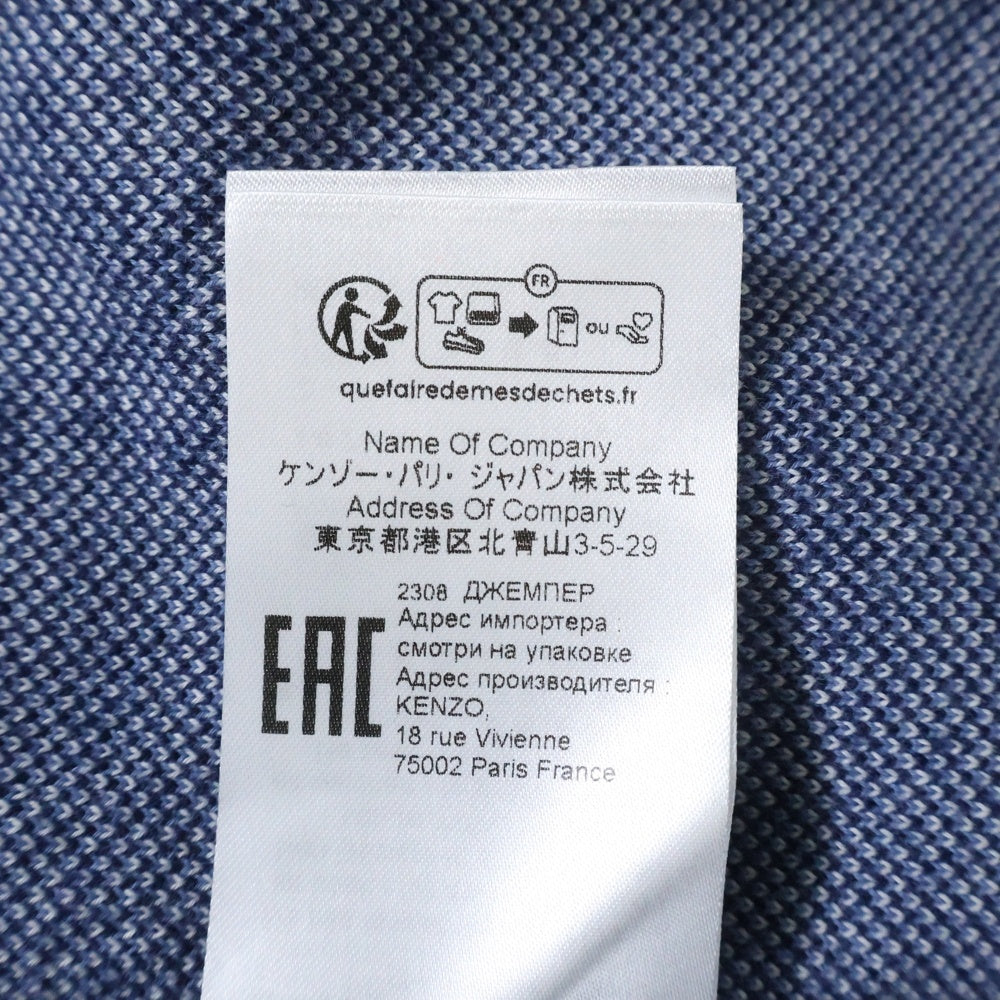 FR
ou
quefairedemesdechets.fr
Name Of Company
ケンゾー・パリ・ジャパン株式会社
Address Of Company
東京都港区北青山3-5-29
2308 ДЖЕМПЕР
EAC
Адрес импортера :
смотри на упаковке
Адрес производителя :
KENZO,
18 rue Vivienne
75002 Paris France